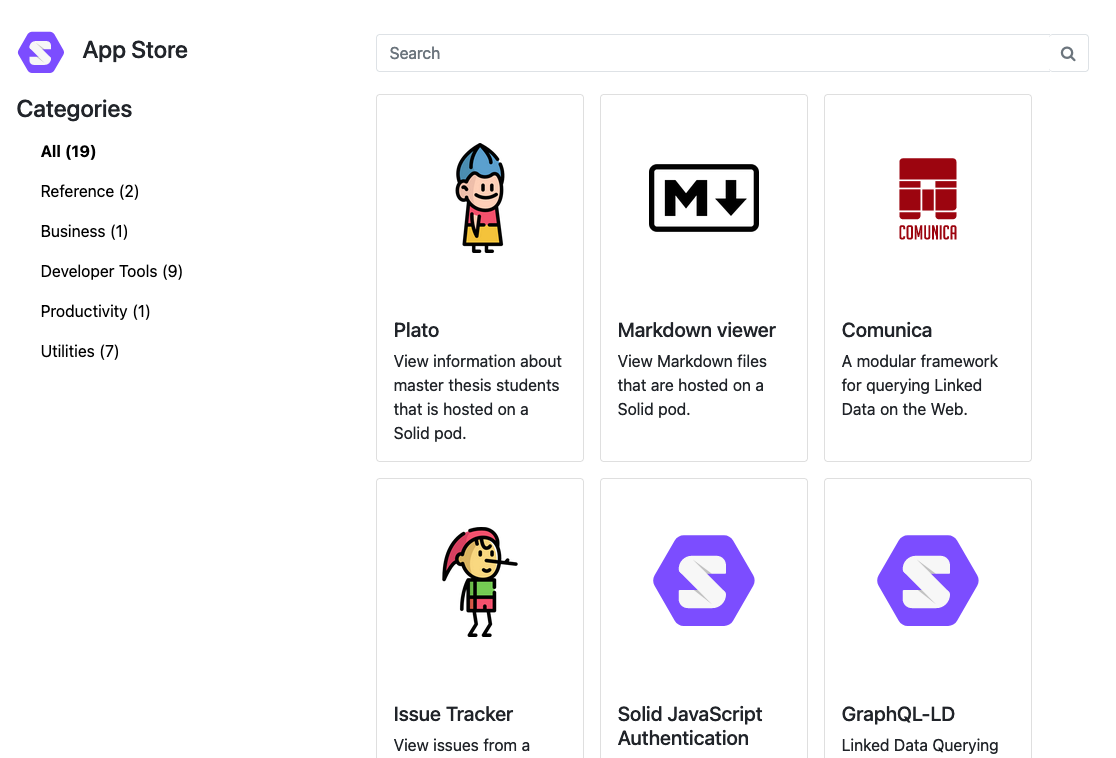 App Store
Search
Categories
All (19)
Reference (2)
Business (1)
Developer Tools (9)
Productivity (1)
Utilities (7)
Plato
View information about
master thesis students
that is hosted on a
Solid pod.
M
Markdown viewer
View Markdown files
that are hosted on a
Solid pod.
COMUNICA
Comunica
A modular framework
for querying Linked
Data on the Web.
Issue Tracker
View issues from a
Solid JavaScript
Authentication
GraphQL-LD
Linked Data Querying